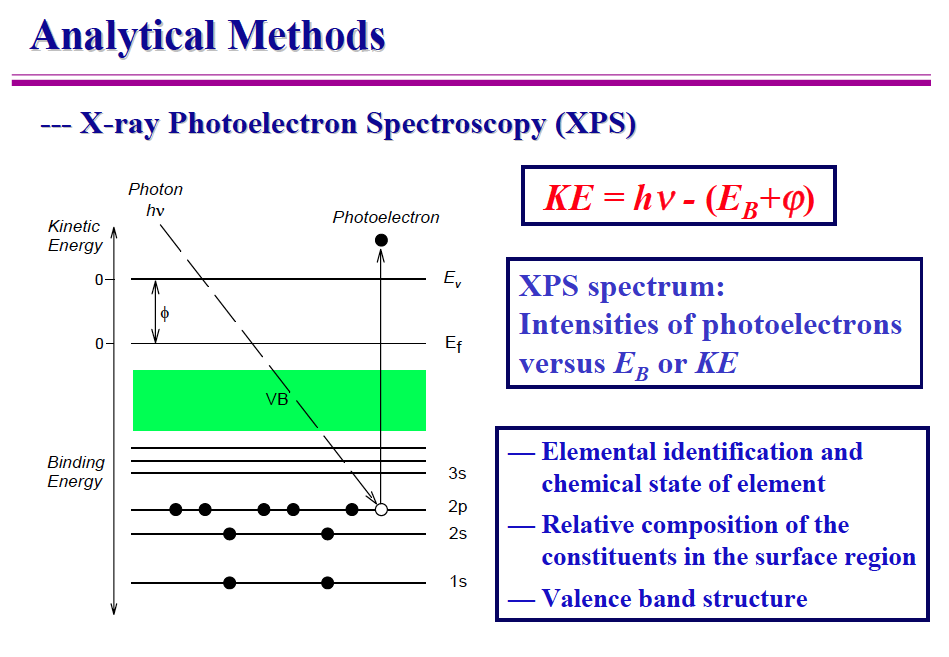 Analytical Methods
--- X-ray Photoelectron Spectroscopy (XPS)
Photon
hν
Photoelectron
Kinetic
Energy
0
Ev
ϕ
0
Ef
VB
Binding
Energy
3s
2p
2s
1s
KE = hν - (EB+φ)
XPS spectrum:
Intensities of photoelectrons
versus EB or KE
— Elemental identification and
chemical state of element
— Relative composition of the
constituents in the surface region
— Valence band structure